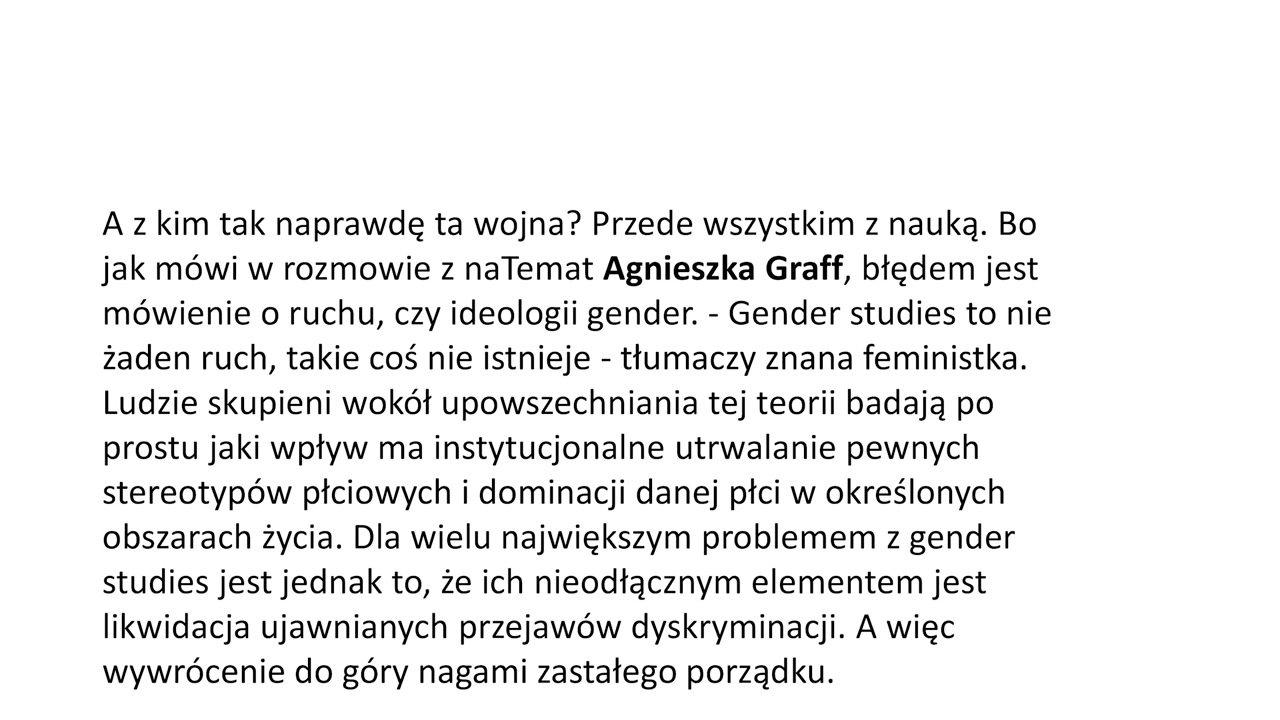 A z kim tak naprawdę ta wojna? Przede wszystkim z nauką. Bo
jak mówi w rozmowie z naTemat Agnieszka Graff, błędem jest
mówienie o ruchu, czy ideologii gender. - Gender studies to nie
żaden ruch, takie coś nie istnieje - tłumaczy znana feministka.
Ludzie skupieni wokół upowszechniania tej teorii badają po
prostu jaki wpływ ma instytucjonalne utrwalanie pewnych
stereotypów płciowych i dominacji danej płci w określonych
obszarach życia. Dla wielu największym problemem z gender
studies jest jednak to, że ich nieodłącznym elementem jest
likwidacja ujawnianych przejawów dyskryminacji. A więc
wywrócenie do góry nagami zastałego porządku.